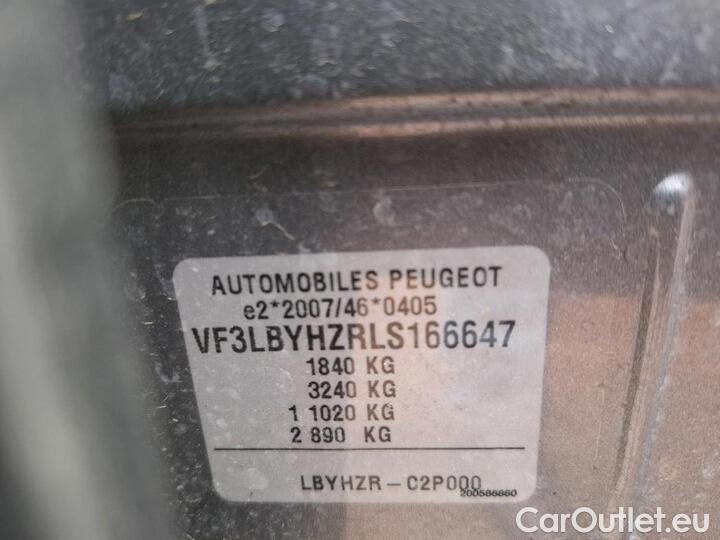 AUTOMOBILES PEUGEOT
e2*2007/46*0405
VF3LBYHZRLS166647
1840 KG
3240 KG
1 1020 KG
2 890 KG
LBYHZR - C2P000
200586860
CarOutlet.eu